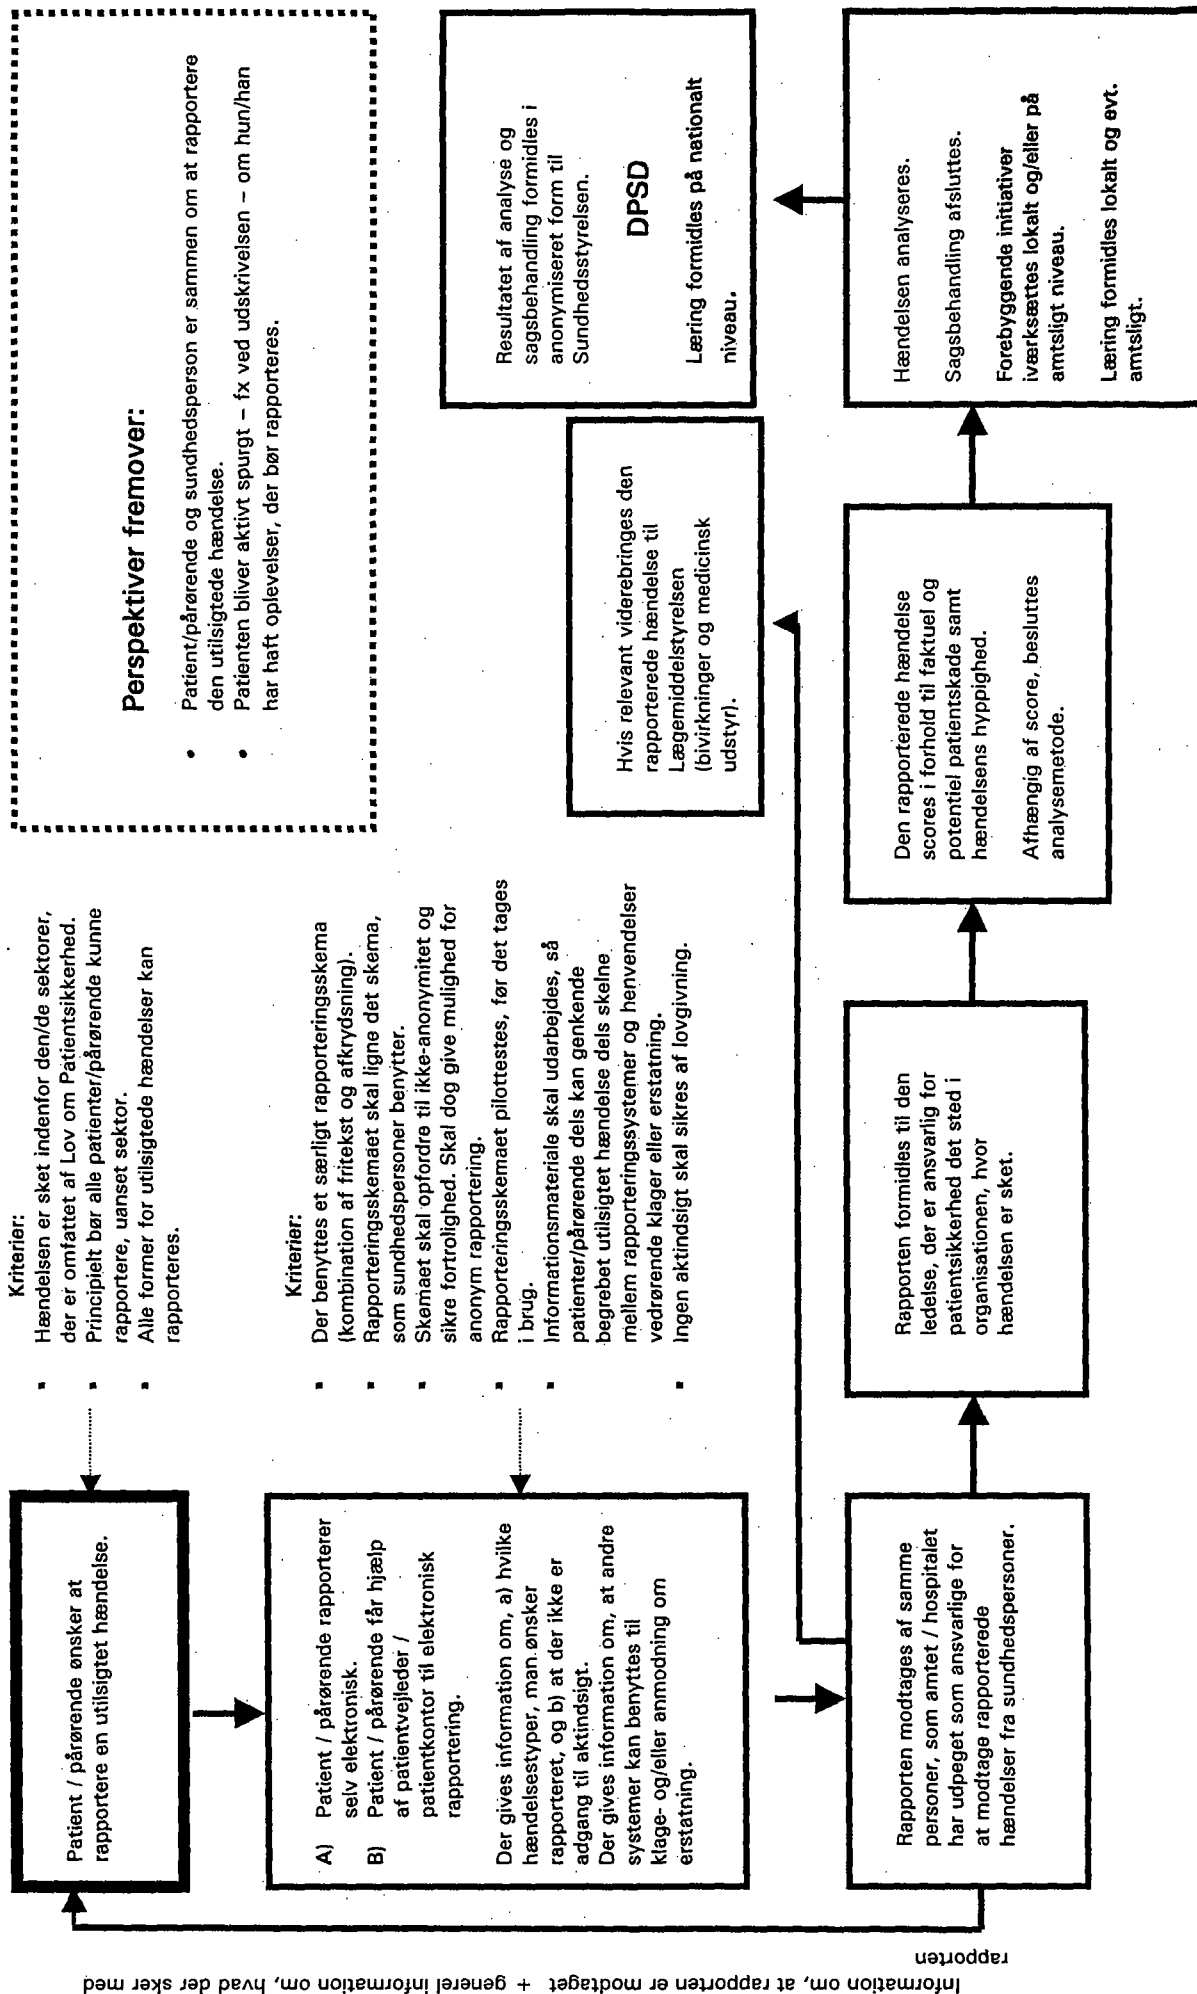 Patient / pårørende ønsker at
rapportere en utilsigtet hændelse.
Kriterier:
▪ Hændelsen er sket indenfor den/de sektorer,
der er omfattet af Lov om Patientsikkerhed.
▪ Principielt bør alle patienter/pårørende kunne
rapportere, uanset sektor.
▪ Alle former for utilsigtede hændelser kan
rapporteres.
Perspektiver fremover:
• Patient/pårørende og sundhedsperson er sammen om at rapportere
den utilsigtede hændelse.
• Patienten bliver aktivt spurgt – fx ved udskrivelsen – om hun/han
har haft oplevelser, der bør rapporteres.
A) Patient / pårørende rapporterer
selv elektronisk.
B) Patient / pårørende får hjælp
af patientvejleder /
patientkontor til elektronisk
rapportering.
Der gives information om, a) hvilke
hændelsestyper, man ønsker
rapporteret, og b) at der ikke er
adgang til aktindsigt.
Der gives information om, at andre
systemer kan benyttes til
klage- og/eller anmodning om
erstatning.
Kriterier:
▪ Der benyttes et særligt rapporteringsskema
(kombination af fritekst og afkrydsning).
▪ Rapporteringsskemaet skal ligne det skema,
som sundhedspersoner benytter.
▪ Skemaet skal opfordre til ikke-anonymitet og
sikre fortrolighed. Skal dog give mulighed for
anonym rapportering.
▪ Rapporteringsskemaet pilottestes, før det tages
i brug.
▪ Informationsmateriale skal udarbejdes, så
patienter/pårørende dels kan genkende
begrebet utilsigtet hændelse dels skelne
mellem rapporteringssystemer og henvendelser
vedrørende klager eller erstatning.
▪ Ingen aktindsigt skal sikres af lovgivning.
Hvis relevant viderebringes den
rapporterede hændelse til
Lægemiddelstyrelsen
(bivirkninger og medicinsk
udstyr).
Resultatet af analyse og
sagsbehandling formidles i
anonymiseret form til
Sundhedsstyrelsen.
DPSD
Læring formidles på nationalt
niveau.
Rapporten modtages af samme
personer, som amtet / hospitalet
har udpeget som ansvarlige for
at modtage rapporterede
hændelser fra sundhedspersoner.
Rapporten formidles til den
ledelse, der er ansvarlig for
patientsikkerhed det sted i
organisationen, hvor
hændelsen er sket.
Den rapporterede hændelse
scores i forhold til faktuel og
potentiel patientskade samt
hændelsens hyppighed.
Afhængig af score, besluttes
analysemetode.
Hændelsen analyseres.
Sagsbehandling afsluttes.
Forebyggende initiativer
iværksættes lokalt og/eller på
amtsligt niveau.
Læring formidles lokalt og evt.
amtsligt.
Information om, at rapporten er modtaget + generel information om, hvad der sker med
rapporten